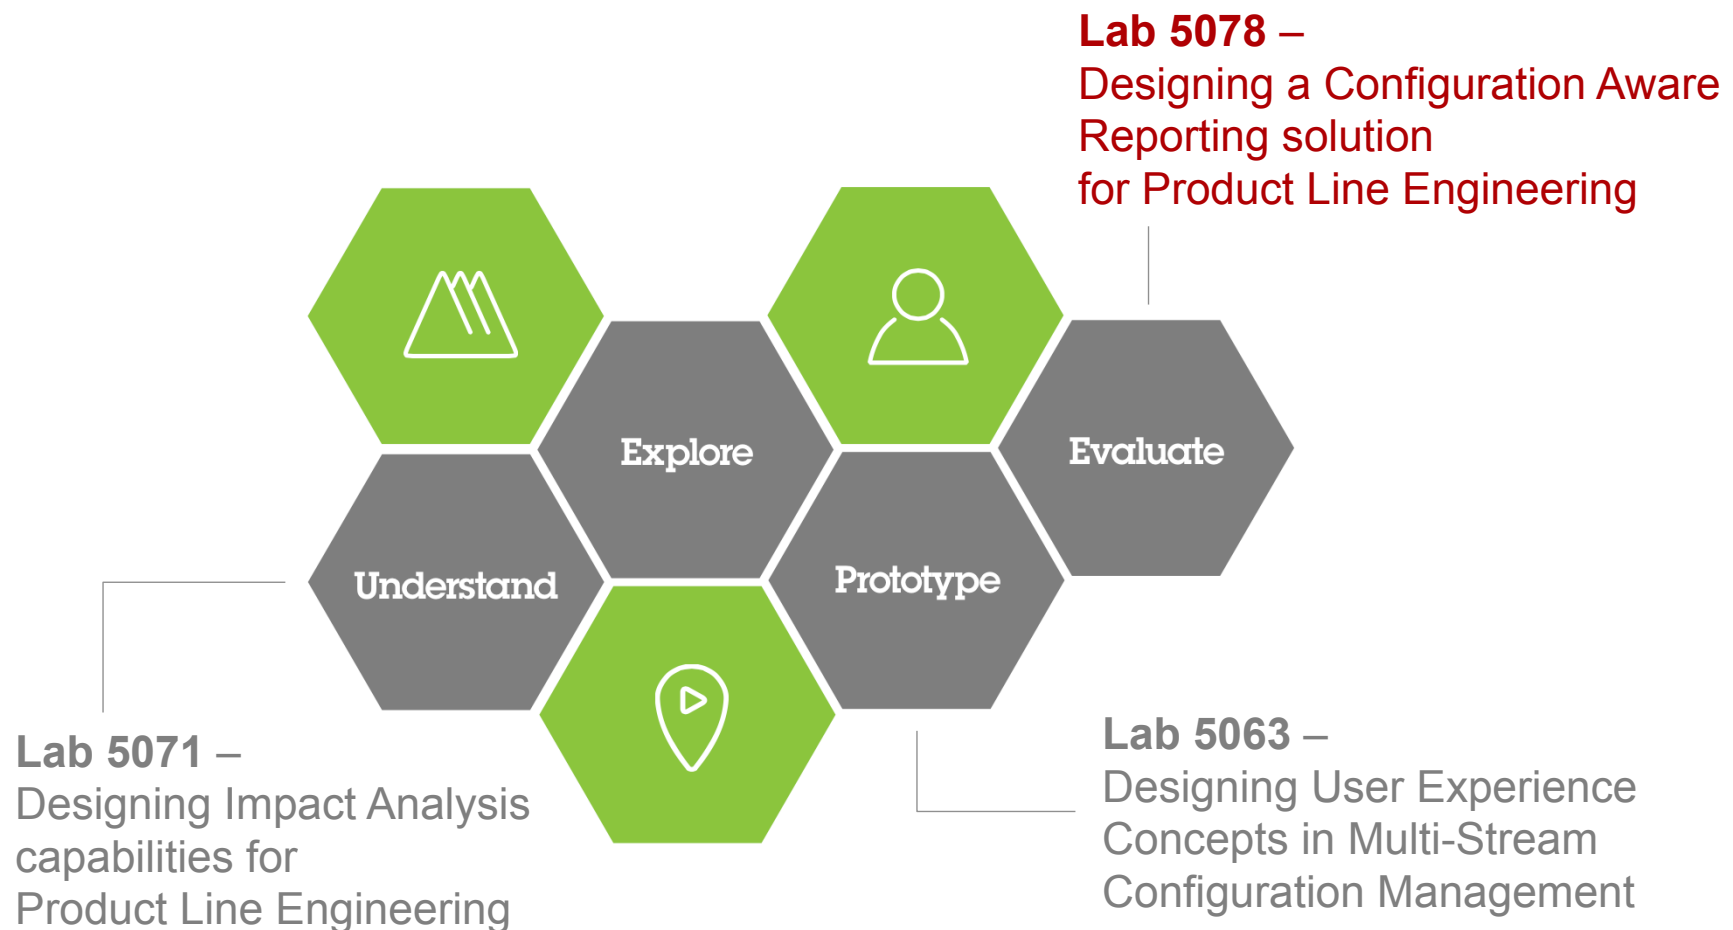 Lab 5078 –
Designing a Configuration Aware
Reporting solution
for Product Line Engineering
Explore
Evaluate
Understand
Prototype
Lab 5071 –
Designing Impact Analysis
capabilities for
Product Line Engineering
Lab 5063 –
Designing User Experience
Concepts in Multi-Stream
Configuration Management